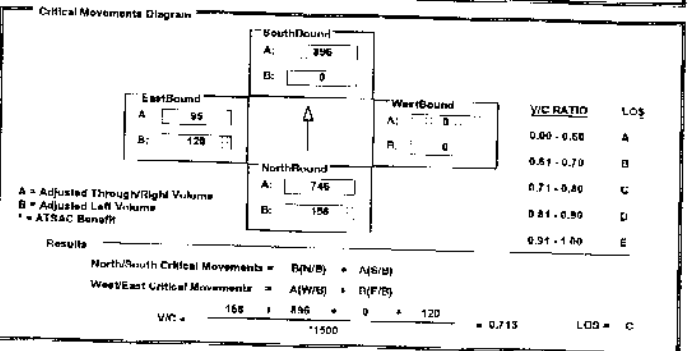 Critical Movements Diagram
SouthBound
A: 896
B: 0
EastBound
A: 95
B: 120
WestBound
A: 0
B: 0
NorthBound
A: 746
B: 158
V/C RATIO LOS
0.00 - 0.60 A
0.61 - 0.70 B
0.71 - 0.80 C
0.81 - 0.90 D
0.91 - 1.00 E
A = Adjusted Through/Right Volume
B = Adjusted Left Volume
* = ATSAC Benefit
Results
North/South Critical Movements = B(N/B) + A(S/B)
West/East Critical Movements = A(W/B) + B(E/B)
V/C = 158 + 896 + 0 + 120
*1500
= 0.713 LOS = C